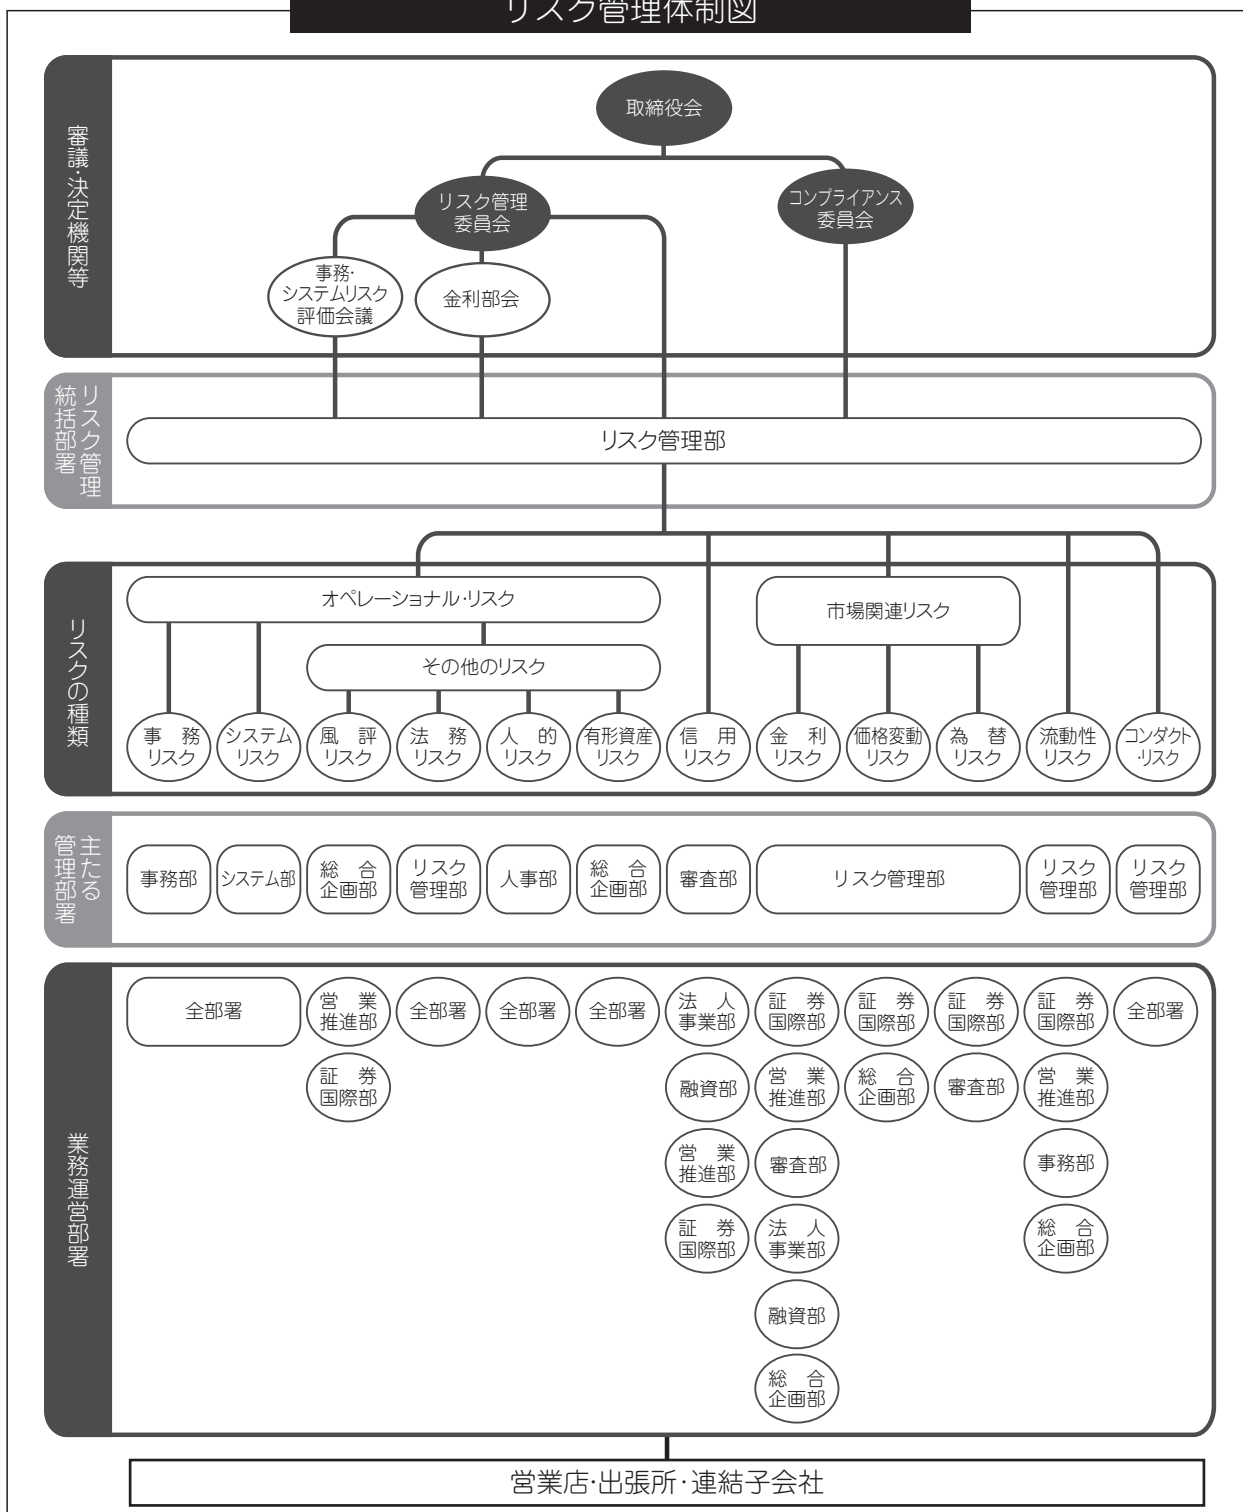 リスク管理体制図
審議・決定機関等
取締役会
リスク管理
委員会
コンプライアンス
委員会
事務・
システムリスク
評価会議
金利部会
リスク管理
統括部署
リスク管理部
リスクの種類
オペレーショナル・リスク
市場関連リスク
その他のリスク
事務
リスク
システム
リスク
風評
リスク
法務
リスク
人的
リスク
有形資産
リスク
信用
リスク
金利
リスク
価格変動
リスク
為替
リスク
流動性
リスク
コンダクト
・リスク
主たる
管理部署
事務部
システム部
総合
企画部
リスク
管理部
人事部
総合
企画部
審査部
リスク管理部
リスク
管理部
リスク
管理部
業務運営部署
全部署
営業
推進部
全部署
全部署
全部署
法人
事業部
証券
国際部
証券
国際部
証券
国際部
証券
国際部
全部署
証券
国際部
融資部
営業
推進部
総合
企画部
審査部
営業
推進部
営業
推進部
審査部
事務部
証券
国際部
法人
事業部
総合
企画部
融資部
総合
企画部
営業店・出張所・連結子会社